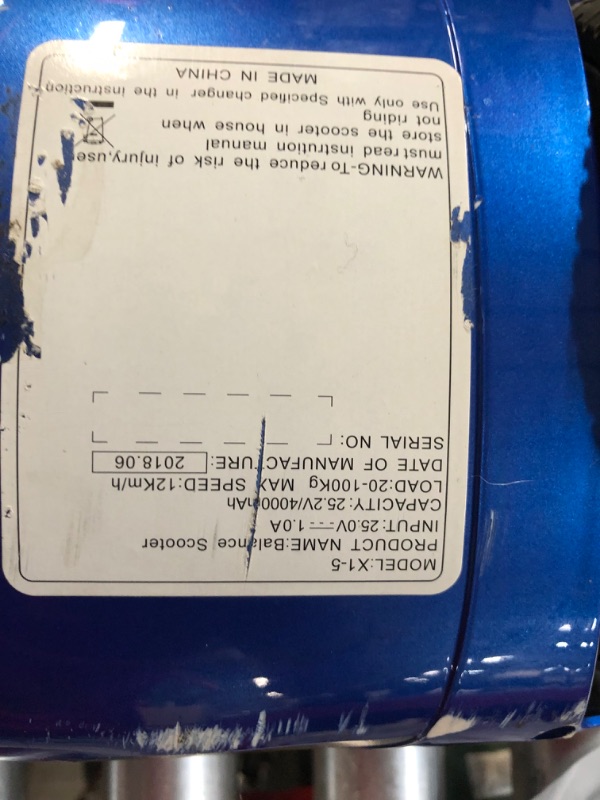 MODEL:X1-5
PRODUCT NAME:Balance Scooter
INPUT:25.0V---1.0A
CAPACITY:25.2V/4000mAh
LOAD:20-100Kg MAX SPEED:12Km/h
DATE OF MANUFACTURE: 2018.06
SERIAL NO:
WARNING-To reduce the risk of injury,user
must read instrution manual
store the scooter in house when
not riding
Use only with Specified changer in the instruction
MADE IN CHINA